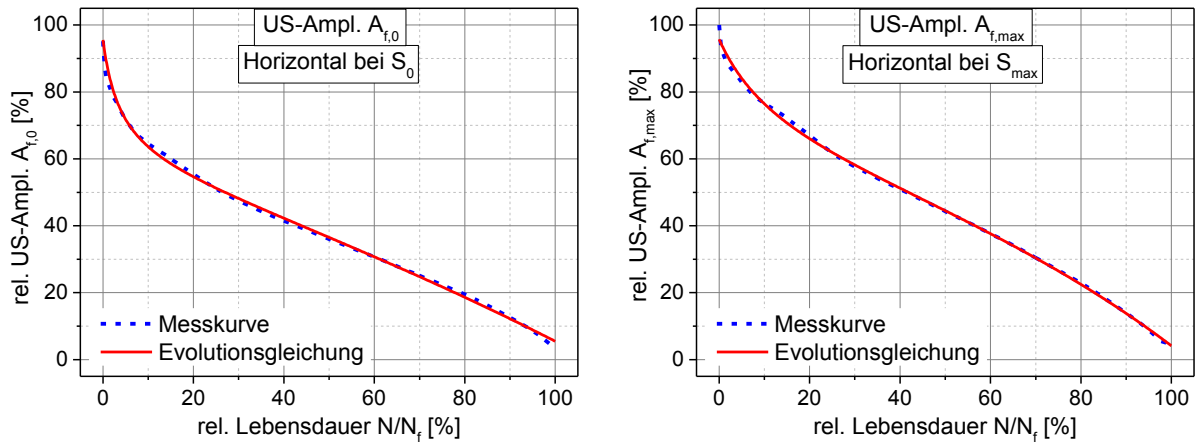 US-Ampl. A_f,0
Horizontal bei S_0
rel. US-Ampl. A_f,0 [%]
100
80
60
40
20
0
Messkurve
Evolutionsgleichung
0 20 40 60 80 100
rel. Lebensdauer N/N_f [%]
US-Ampl. A_f,max
Horizontal bei S_max
rel. US-Ampl. A_f,max [%]
100
80
60
40
20
0
Messkurve
Evolutionsgleichung
0 20 40 60 80 100
rel. Lebensdauer N/N_f [%]